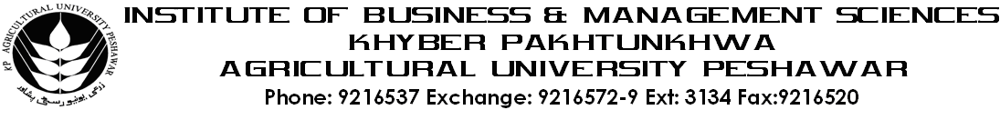 INSTITUTE OF BUSINESS & MANAGEMENT SCIENCES
KHYBER PAKHTUNKHWA
AGRICULTURAL UNIVERSITY PESHAWAR
Phone: 9216537 Exchange: 9216572-9 Ext: 3134 Fax:9216520
KP AGRICULTURAL UNIVERSITY PESHAWAR
زرعی یونیورسٹی پشاور